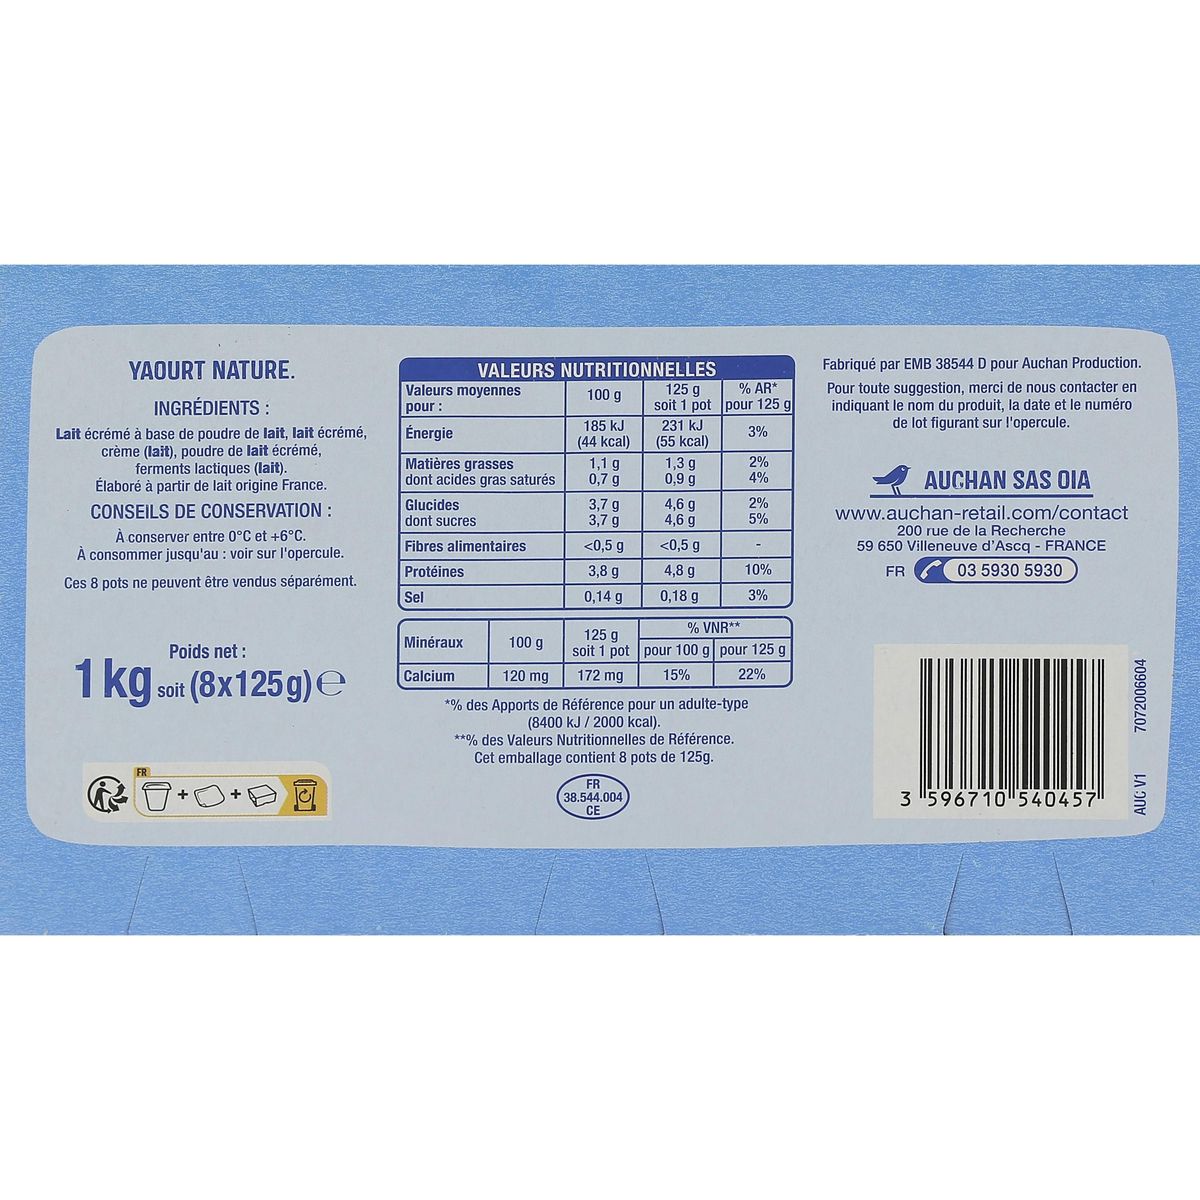 YAOURT NATURE.
INGRÉDIENTS :
Lait écrémé à base de poudre de lait, lait écrémé,
crème (lait), poudre de lait écrémé,
ferments lactiques (lait).
Élaboré à partir de lait origine France.
CONSEILS DE CONSERVATION :
À conserver entre 0°C et +6°C.
À consommer jusqu'au : voir sur l'opercule.
Ces 8 pots ne peuvent être vendus séparément.
Poids net :
1 kg soit (8x125g) e
FR
+ +
VALEURS NUTRITIONNELLES
Valeurs moyennes pour : 100 g 125 g soit 1 pot % AR* pour 125 g
Énergie 185 kJ (44 kcal) 231 kJ (55 kcal) 3%
Matières grasses 1,1 g 1,3 g 2%
dont acides gras saturés 0,7 g 0,9 g 4%
Glucides 3,7 g 4,6 g 2%
dont sucres 3,7 g 4,6 g 5%
Fibres alimentaires <0,5 g <0,5 g -
Protéines 3,8 g 4,8 g 10%
Sel 0,14 g 0,18 g 3%
Minéraux 100 g 125 g soit 1 pot % VNR** pour 100 g pour 125 g
Calcium 120 mg 172 mg 15% 22%
*% des Apports de Référence pour un adulte-type
(8400 kJ / 2000 kcal).
**% des Valeurs Nutritionnelles de Référence.
Cet emballage contient 8 pots de 125g.
FR
38.544.004
CE
Fabriqué par EMB 38544 D pour Auchan Production.
Pour toute suggestion, merci de nous contacter en
indiquant le nom du produit, la date et le numéro
de lot figurant sur l'opercule.
AUCHAN SAS OIA
www.auchan-retail.com/contact
200 rue de la Recherche
59 650 Villeneuve d'Ascq - FRANCE
FR 03 5930 5930
3 596710 540457
AUC V1 7072006604